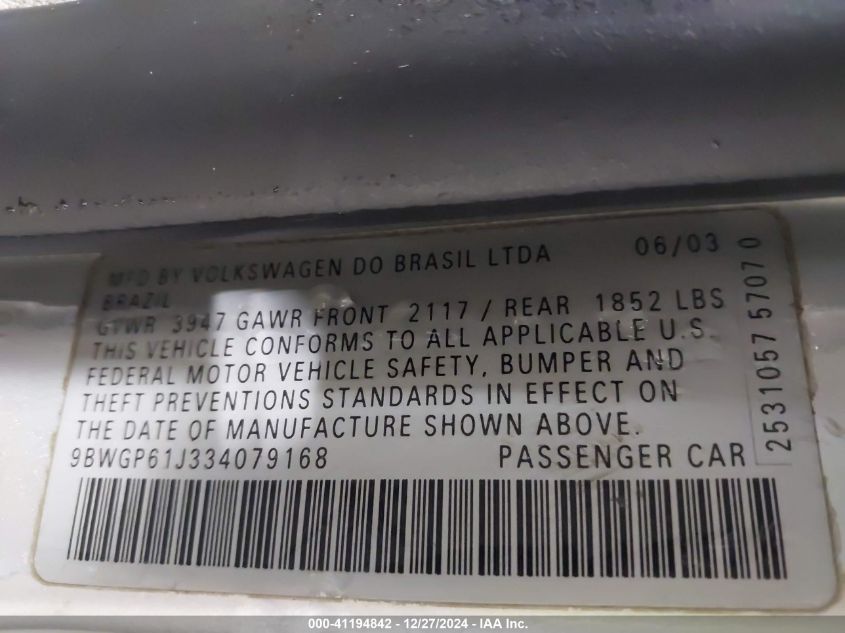 MFD BY VOLKSWAGEN DO BRASIL LTDA 06/03
BRAZIL
GVWR 3947 GAWR FRONT 2117 / REAR 1852 LBS
THIS VEHICLE CONFORMS TO ALL APPLICABLE U.S.
FEDERAL MOTOR VEHICLE SAFETY, BUMPER AND
THEFT PREVENTIONS STANDARDS IN EFFECT ON
THE DATE OF MANUFACTURE SHOWN ABOVE.
9BWGP61J334079168 PASSENGER CAR
2531057 57070
000-41194842 - 12/27/2024 - IAA Inc.